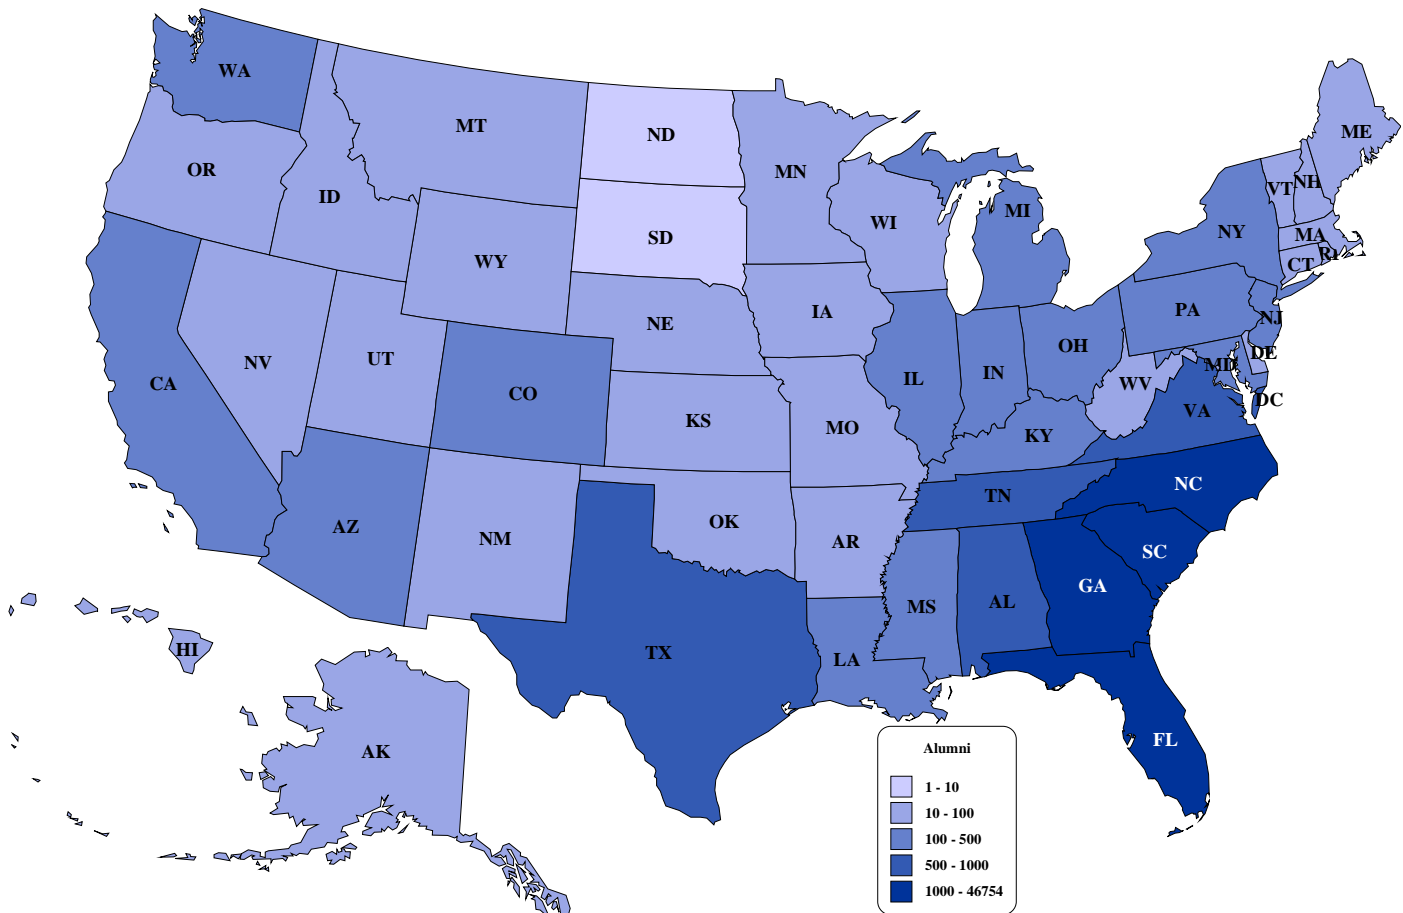 WA
MT
ND
MN
OR
ID
SD
WI
MI
ME
VT
NH
NY
MA
RI
CT
WY
NE
IA
PA
NJ
NV
UT
CO
CA
KS
MO
IL
IN
OH
WV
MD
DE
DC
VA
KY
AZ
NM
OK
AR
TN
NC
SC
GA
MS
AL
TX
LA
HI
AK
FL
Alumni
1 - 10
10 - 100
100 - 500
500 - 1000
1000 - 46754